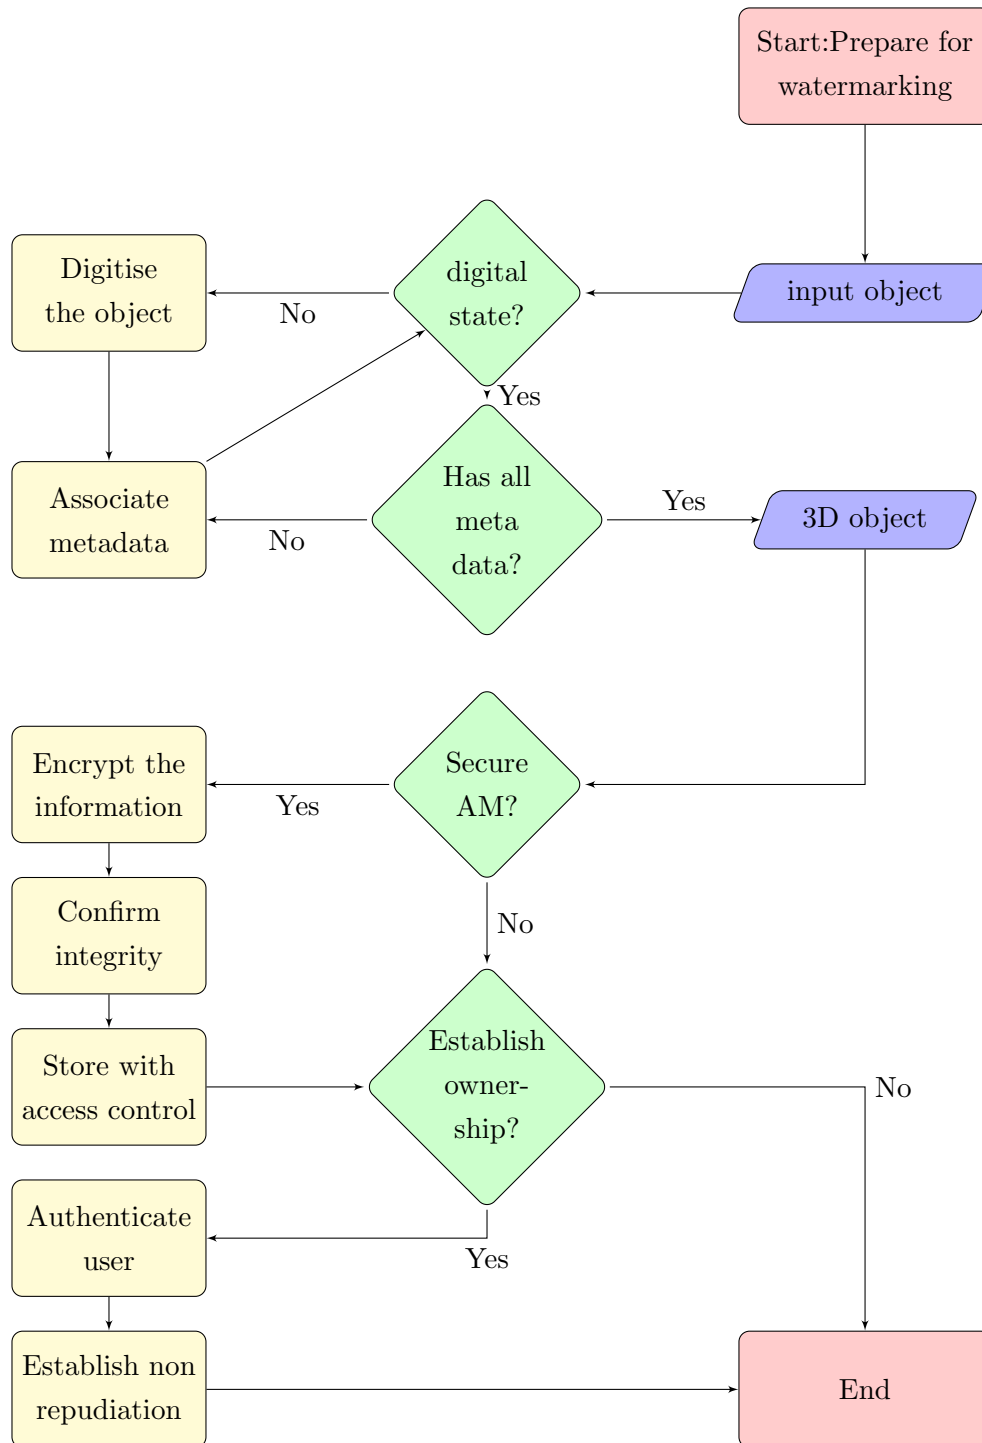 Start:Prepare for
watermarking
digital
state?
Digitise
the object
No
input object
Yes
Associate
metadata
No
Has all
meta
data?
Yes
3D object
Encrypt the
information
Yes
Secure
AM?
No
Confirm
integrity
Store with
access control
Establish
owner-
ship?
No
Authenticate
user
Yes
Establish non
repudiation
End